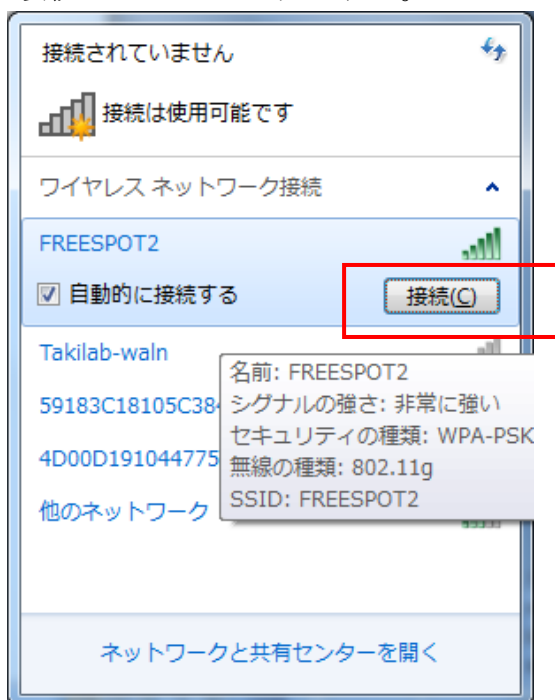 接続されていません
接続は使用可能です
ワイヤレス ネットワーク接続
FREESPOT2
自動的に接続する
接続(C)
Takilab-waln
59183C18105C384
4D00D191044775
他のネットワーク
名前: FREESPOT2
シグナルの強さ: 非常に強い
セキュリティの種類: WPA-PSK
無線の種類: 802.11g
SSID: FREESPOT2
ネットワークと共有センターを開く